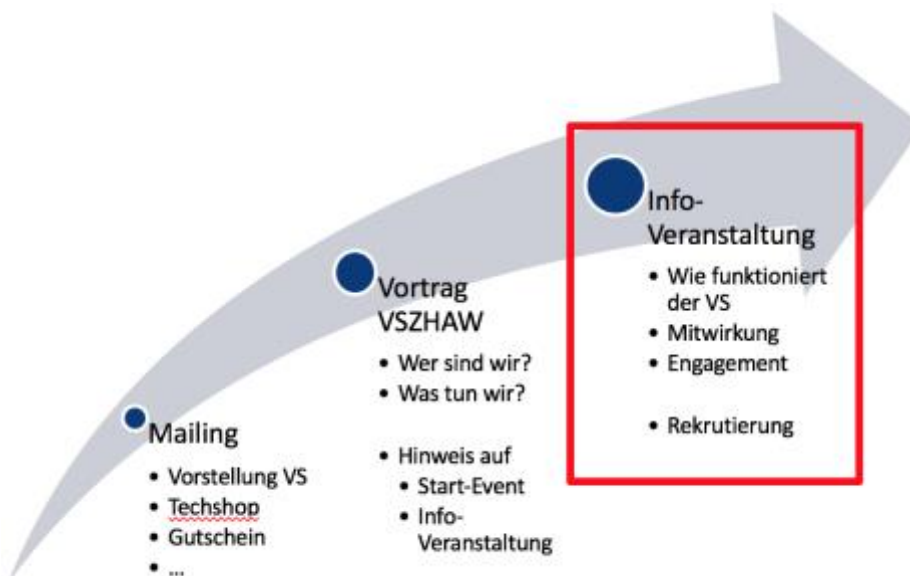 Mailing
• Vorstellung VS
• Techshop
• Gutschein
• ...
Vortrag
VSZHAW
• Wer sind wir?
• Was tun wir?
• Hinweis auf
• Start-Event
• Info-
Veranstaltung
Info-
Veranstaltung
• Wie funktioniert
der VS
• Mitwirkung
• Engagement
• Rekrutierung